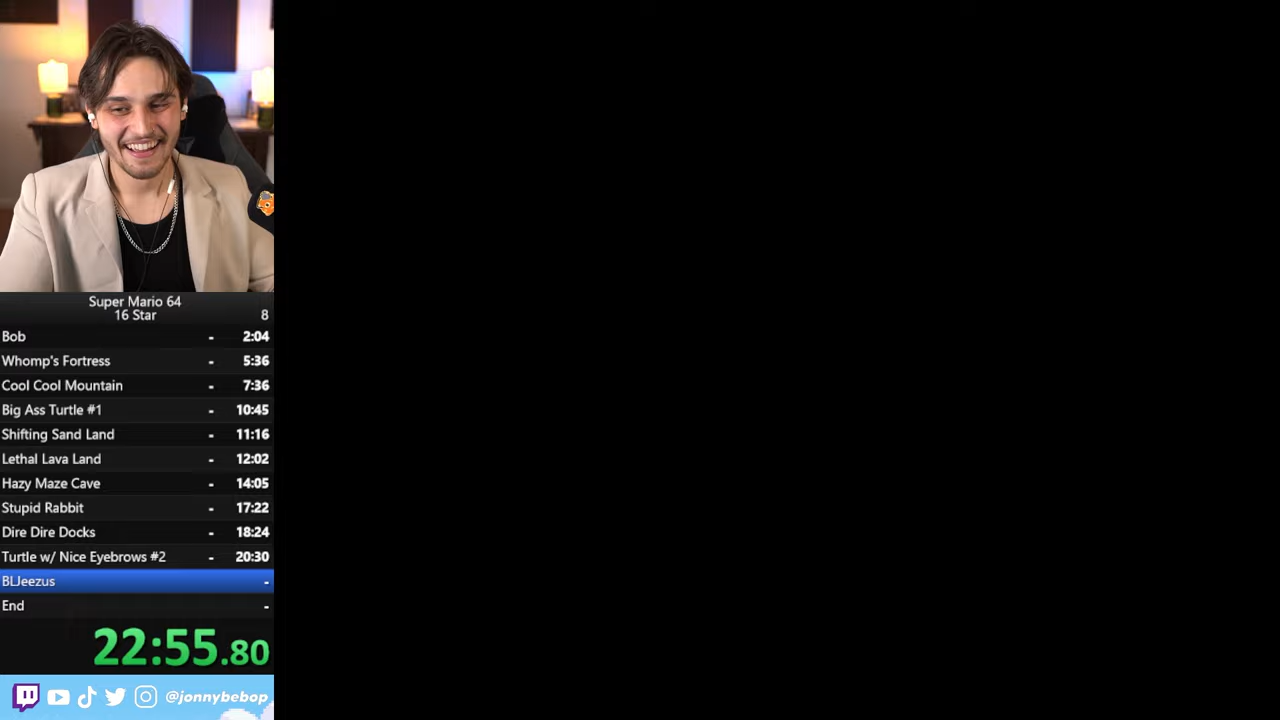 Super Mario 64
16 Star 8
Bob - 2:04
Whomp's Fortress - 5:36
Cool Cool Mountain - 7:36
Big Ass Turtle #1 - 10:45
Shifting Sand Land - 11:16
Lethal Lava Land - 12:02
Hazy Maze Cave - 14:05
Stupid Rabbit - 17:22
Dire Dire Docks - 18:24
Turtle w/ Nice Eyebrows #2 - 20:30
BLJeezus -
End -
22:55.80
@jonnybebop